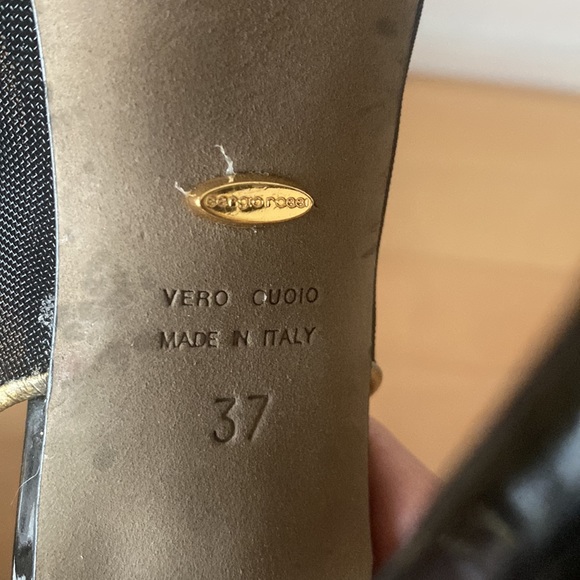 sergio rossi
VERO CUOIO
MADE IN ITALY
37